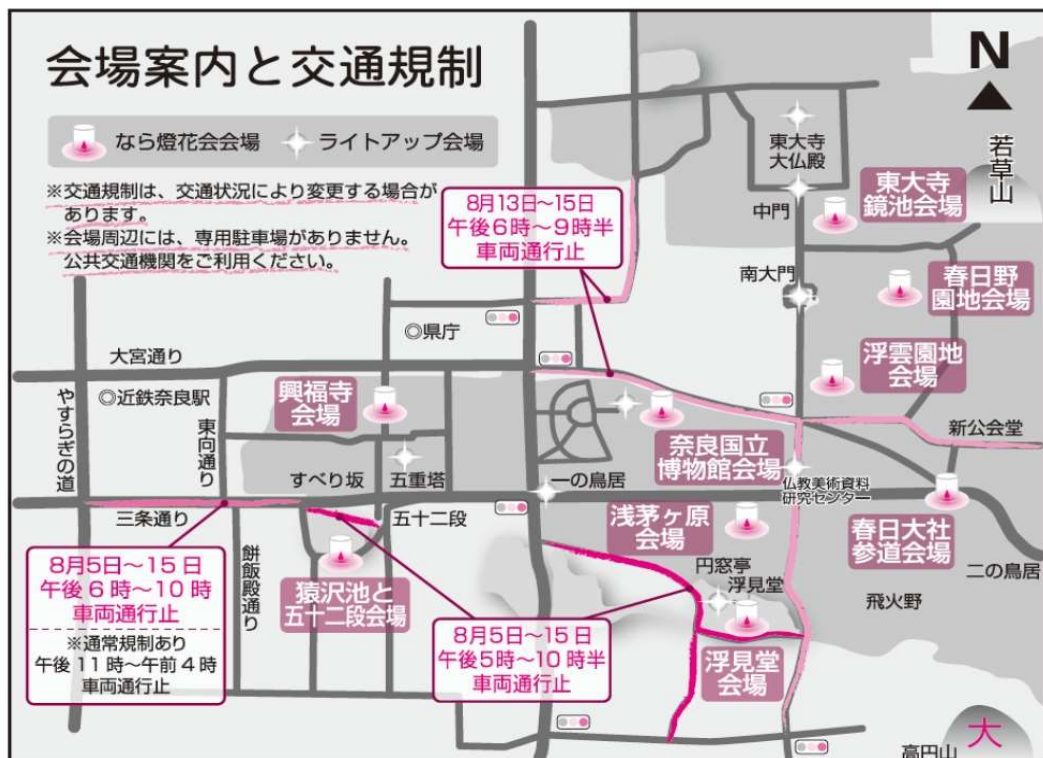 会場案内と交通規制
N
なら燈花会会場
ライトアップ会場
※交通規制は、交通状況により変更する場合が
あります。
※会場周辺には、専用駐車場がありません。
公共交通機関をご利用ください。
8月13日〜15日
午後6時〜9時半
車両通行止
東大寺
大仏殿
若草山
中門
東大寺
鏡池会場
南大門
春日野
園地会場
◎県庁
大宮通り
浮雲園地
会場
やすらぎの道
◎近鉄奈良駅
東向通り
興福寺
会場
奈良国立
博物館会場
新公会堂
すべり坂
五重塔
一の鳥居
仏教美術資料
研究センター
三条通り
五十二段
浅茅ヶ原
会場
春日大社
参道会場
8月5日〜15日
午後6時〜10時
車両通行止
※通常規制あり
午後11時〜午前4時
車両通行止
餅飯殿通り
猿沢池と
五十二段会場
円窓亭
浮見堂
二の鳥居
飛火野
8月5日〜15日
午後5時〜10時半
車両通行止
浮見堂
会場
大
高円山